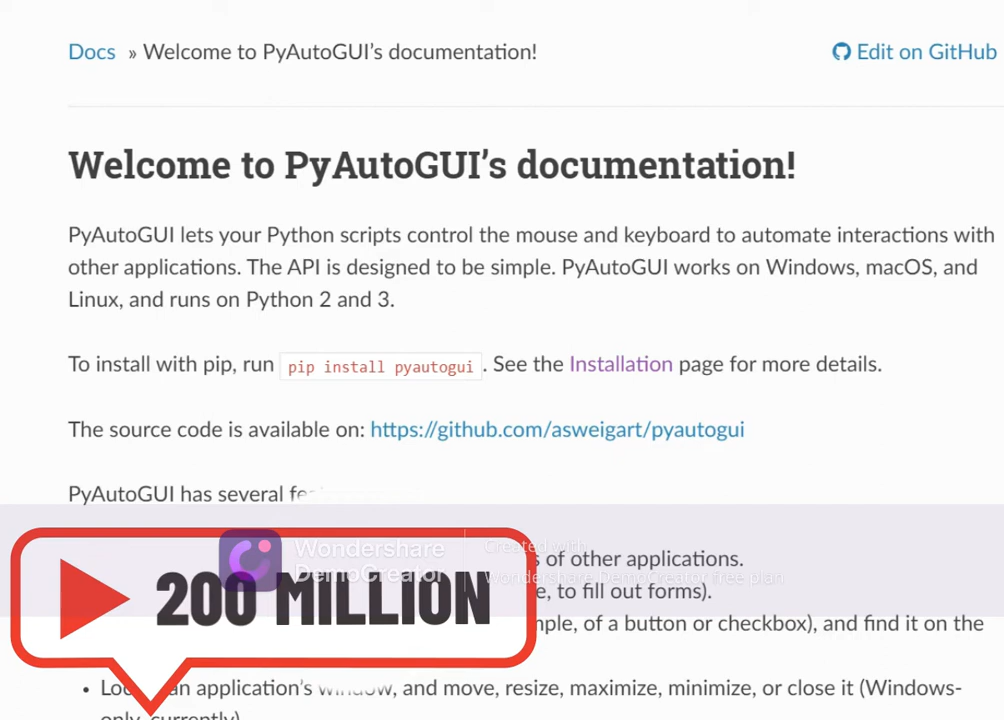 Docs » Welcome to PyAutoGUI’s documentation!
Edit on GitHub
Welcome to PyAutoGUI’s documentation!
PyAutoGUI lets your Python scripts control the mouse and keyboard to automate interactions with
other applications. The API is designed to be simple. PyAutoGUI works on Windows, macOS, and
Linux, and runs on Python 2 and 3.
To install with pip, run pip install pyautogui. See the Installation page for more details.
The source code is available on: https://github.com/asweigart/pyautogui
PyAutoGUI has several
Wondershare
DemoCreator
Created with
Wondershare DemoCreator free plan
of other applications.
to fill out forms).
of a button or checkbox), and find it on the
200 MILLION
an application’s window, and move, resize, maximize, minimize, or close it (Windows-
only, currently)